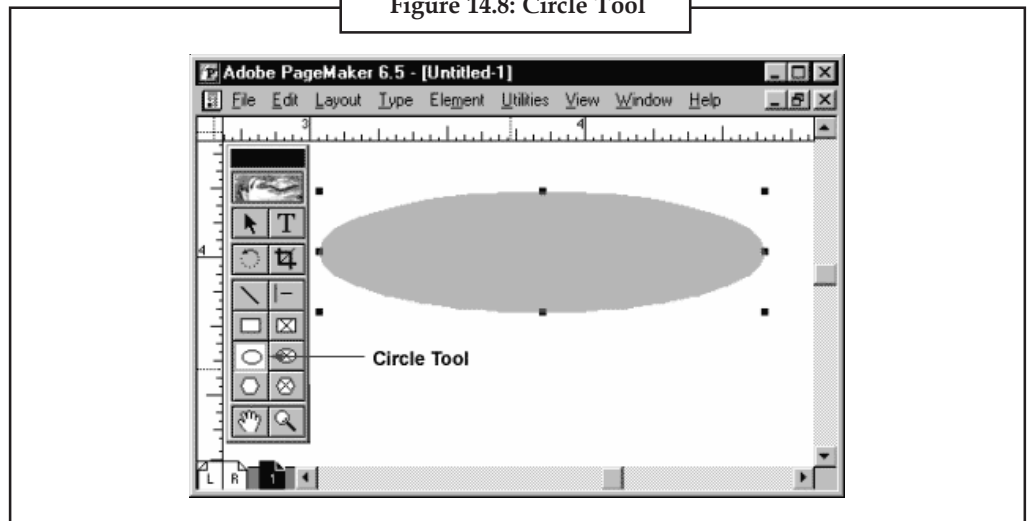 Figure 14.8: Circle Tool
Adobe PageMaker 6.5 - [Untitled-1]
File Edit Layout Type Element Utilities View Window Help
3 4
T
4
Circle Tool
L R 1